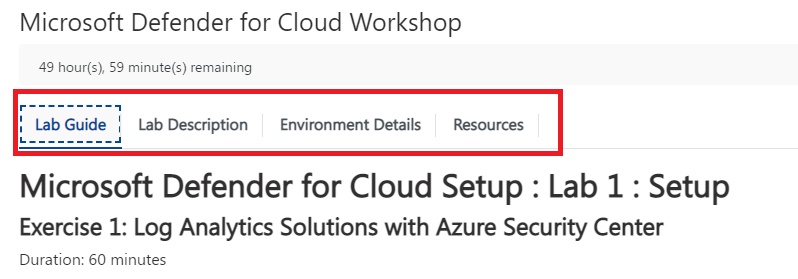 Microsoft Defender for Cloud Workshop
49 hour(s), 59 minute(s) remaining
Lab Guide Lab Description Environment Details Resources
Microsoft Defender for Cloud Setup : Lab 1 : Setup
Exercise 1: Log Analytics Solutions with Azure Security Center
Duration: 60 minutes